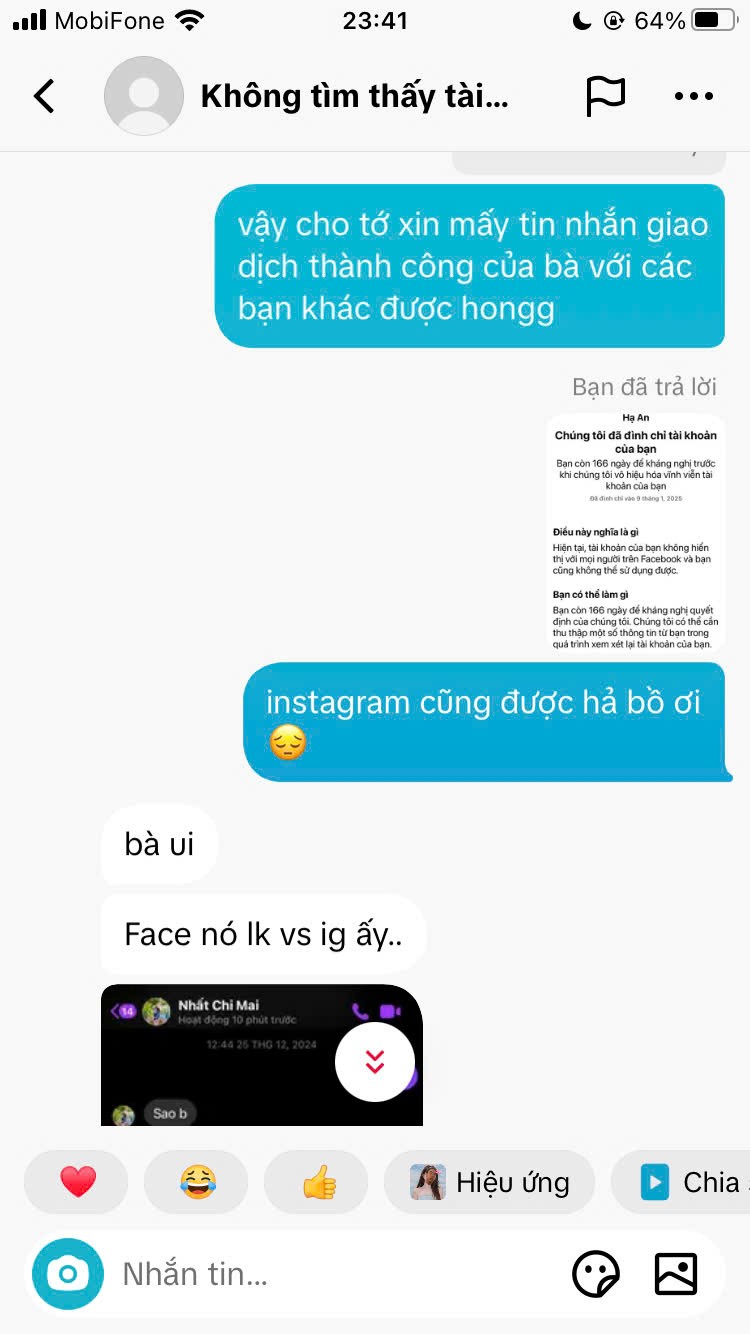 MobiFone
23:41
64%
Không tìm thấy tài...
vậy cho tớ xin mấy tin nhắn giao
dịch thành công của bà với các
bạn khác được hongg
Bạn đã trả lời
Hạ An
Chúng tôi đã đình chỉ tài khoản
của bạn
Bạn còn 166 ngày để kháng nghị trước
khi chúng tôi vô hiệu hóa vĩnh viễn tài
khoản của bạn
Đã đình chỉ vào 9 tháng 1, 2025
Điều này nghĩa là gì
Hiện tại, tài khoản của bạn không hiển
thị với mọi người trên Facebook và bạn
cũng không thể sử dụng được.
Bạn có thể làm gì
Bạn còn 166 ngày để kháng nghị quyết
định của chúng tôi. Chúng tôi có thể cần
thu thập một số thông tin từ bạn trong
quá trình xem xét lại tài khoản của bạn.
instagram cũng được hả bồ ơi
😔
bà ui
Face nó lk vs ig ấy..
14
Nhất Chi Mai
Hoạt động 10 phút trước
12:44 25 THG 12, 2024
Sao b
Hiệu ứng
Chia
Nhắn tin...